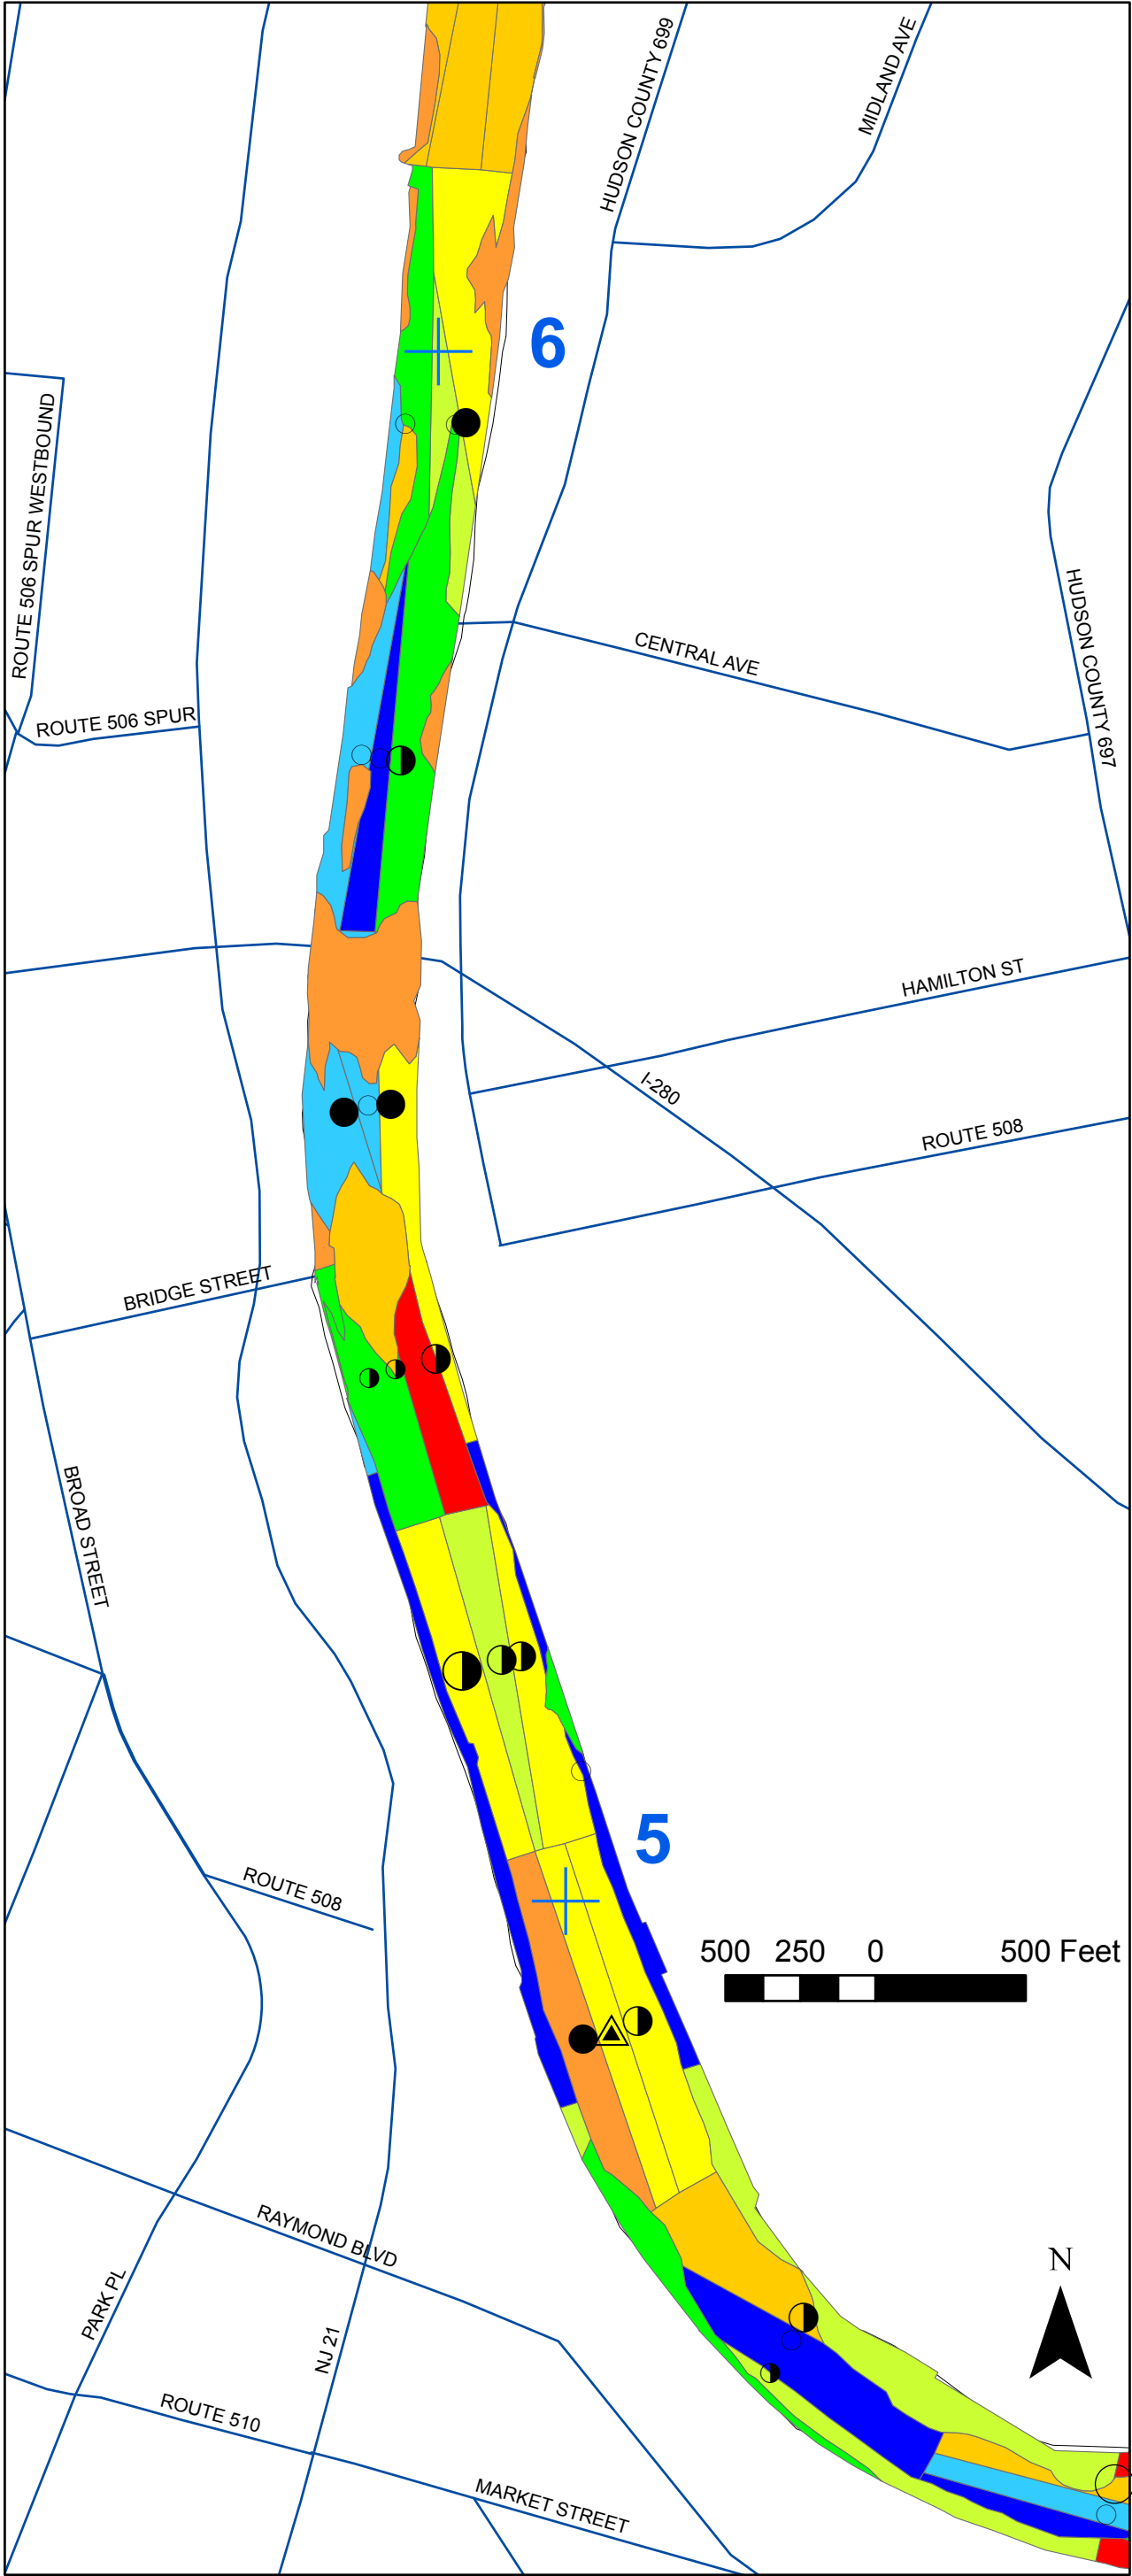 HUDSON COUNTY 699
MIDLAND AVE
6
ROUTE 506 SPUR WESTBOUND
HUDSON COUNTY 697
CENTRAL AVE
ROUTE 506 SPUR
HAMILTON ST
I-280
ROUTE 508
BRIDGE STREET
BROAD STREET
5
ROUTE 508
500 250 0 500 Feet
RAYMOND BLVD
N
PARK PL
NJ 21
ROUTE 510
MARKET STREET